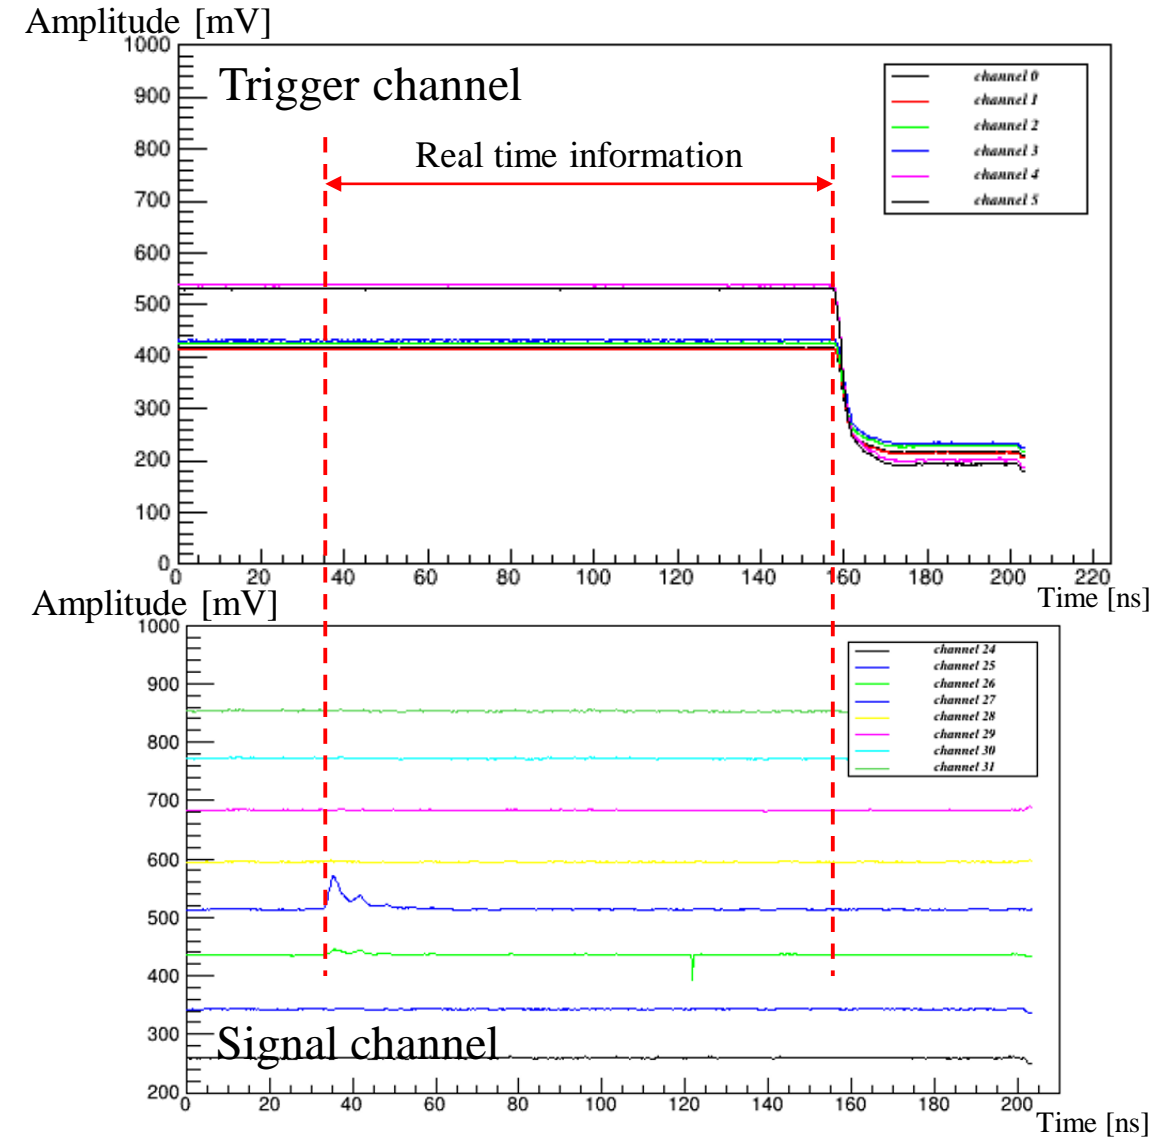 Amplitude [mV]
1000
900
800
700
600
500
400
300
200
100
0
Trigger channel
Real time information
channel 0
channel 1
channel 2
channel 3
channel 4
channel 5
0 20 40 60 80 100 120 140 160 180 200 220
Time [ns]
Amplitude [mV]
1000
900
800
700
600
500
400
300
200
channel 24
channel 25
channel 26
channel 27
channel 28
channel 29
channel 30
channel 31
Signal channel
0 20 40 60 80 100 120 140 160 180 200
Time [ns]